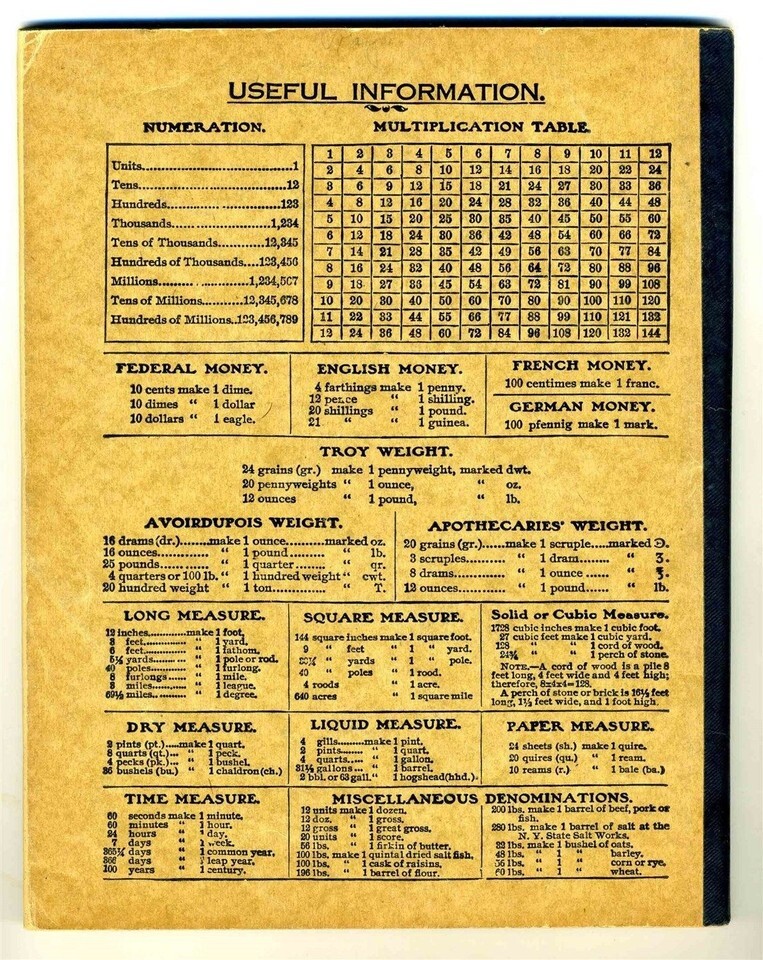 USEFUL INFORMATION.
NUMERATION.
Units 1
Tens 12
Hundreds 123
Thousands 1,234
Tens of Thousands 12,345
Hundreds of Thousands 123,456
Millions 1,234,567
Tens of Millions 12,345,678
Hundreds of Millions 123,456,789
MULTIPLICATION TABLE.
1 2 3 4 5 6 7 8 9 10 11 12
2 4 6 8 10 12 14 16 18 20 22 24
3 6 9 12 15 18 21 24 27 30 33 36
4 8 12 16 20 24 28 32 36 40 44 48
5 10 15 20 25 30 35 40 45 50 55 60
6 12 18 24 30 36 42 48 54 60 66 72
7 14 21 28 35 42 49 56 63 70 77 84
8 16 24 32 40 48 56 64 72 80 88 96
9 18 27 33 45 54 63 72 81 90 99 108
10 20 30 40 50 60 70 80 90 100 110 120
11 22 33 44 55 66 77 88 99 110 121 132
12 24 36 48 60 72 84 96 108 120 132 144
FEDERAL MONEY.
10 cents make 1 dime.
10 dimes “ 1 dollar
10 dollars “ 1 eagle.
ENGLISH MONEY.
4 farthings make 1 penny.
12 pence “ 1 shilling.
20 shillings “ 1 pound.
21 “ “ 1 guinea.
FRENCH MONEY.
100 centimes make 1 franc.
GERMAN MONEY.
100 pfennig make 1 mark.
TROY WEIGHT.
24 grains (gr.) make 1 pennyweight, marked dwt.
20 pennyweights “ 1 ounce, “ oz.
12 ounces “ 1 pound, “ lb.
AVOIRDUPOIS WEIGHT.
16 drams (dr.) make 1 ounce marked oz.
16 ounces “ 1 pound “ lb.
25 pounds “ 1 quarter “ qr.
4 quarters or 100 lb. “ 1 hundred weight “ cwt.
20 hundred weight “ 1 ton “ T.
APOTHECARIES' WEIGHT.
20 grains (gr.) make 1 scruple marked ℈.
3 scruples “ 1 dram “ ʒ.
8 drams “ 1 ounce “ ℥.
12 ounces “ 1 pound “ lb.
LONG MEASURE.
12 inches make 1 foot.
3 feet “ 1 yard.
6 feet “ 1 fathom.
5½ yards “ 1 pole or rod.
40 poles “ 1 furlong.
8 furlongs “ 1 mile.
3 miles “ 1 league.
69½ miles “ 1 degree.
SQUARE MEASURE.
144 square inches make 1 square foot.
9 “ feet “ 1 “ yard.
“ yards “ 1 “ pole.
40 “ poles “ 1 rood.
4 roods “ 1 acre.
640 acres “ 1 square mile
Solid or Cubic Measure.
1728 cubic inches make 1 cubic foot.
27 cubic feet make 1 cubic yard.
128 “ “ “ 1 cord of wood.
24¾ “ “ “ 1 perch of stone.
NOTE.—A cord of wood is a pile 8
feet long, 4 feet wide and 4 feet high;
therefore, 8x4x4=128.
A perch of stone or brick is 16½ feet
long, 1½ feet wide, and 1 foot high.
DRY MEASURE.
2 pints (pt.) make 1 quart.
8 quarts (qt.) “ 1 peck.
4 pecks (pk.) “ 1 bushel.
36 bushels (bu.) “ 1 chaldron (ch.)
LIQUID MEASURE.
4 gills make 1 pint.
2 pints “ 1 quart.
4 quarts “ 1 gallon.
31½ gallons “ 1 barrel.
2 bbl. or 63 gall. “ 1 hogshead (hhd.).
PAPER MEASURE.
24 sheets (sh.) make 1 quire.
20 quires (qu.) “ 1 ream.
10 reams (r.) “ 1 bale (ba.)
TIME MEASURE.
60 seconds make 1 minute.
60 minutes “ 1 hour.
24 hours “ 1 day.
7 days “ 1 week.
365¼ days “ 1 common year.
366 days “ 1 leap year.
100 years “ 1 century.
MISCELLANEOUS DENOMINATIONS.
12 units make 1 dozen.
12 doz. “ 1 gross.
12 gross “ 1 great gross.
20 units “ 1 score.
56 lbs. “ 1 firkin of butter.
100 lbs. make 1 quintal dried salt fish.
100 lbs. “ 1 cask of raisins.
196 lbs. “ 1 barrel of flour.
200 lbs. make 1 barrel of beef, pork or
fish.
280 lbs. make 1 barrel of salt at the
N. Y. State Salt Works.
32 lbs. make 1 bushel of oats.
48 lbs. “ 1 “ barley.
56 lbs. “ 1 “ corn or rye.
60 lbs. “ 1 “ wheat.